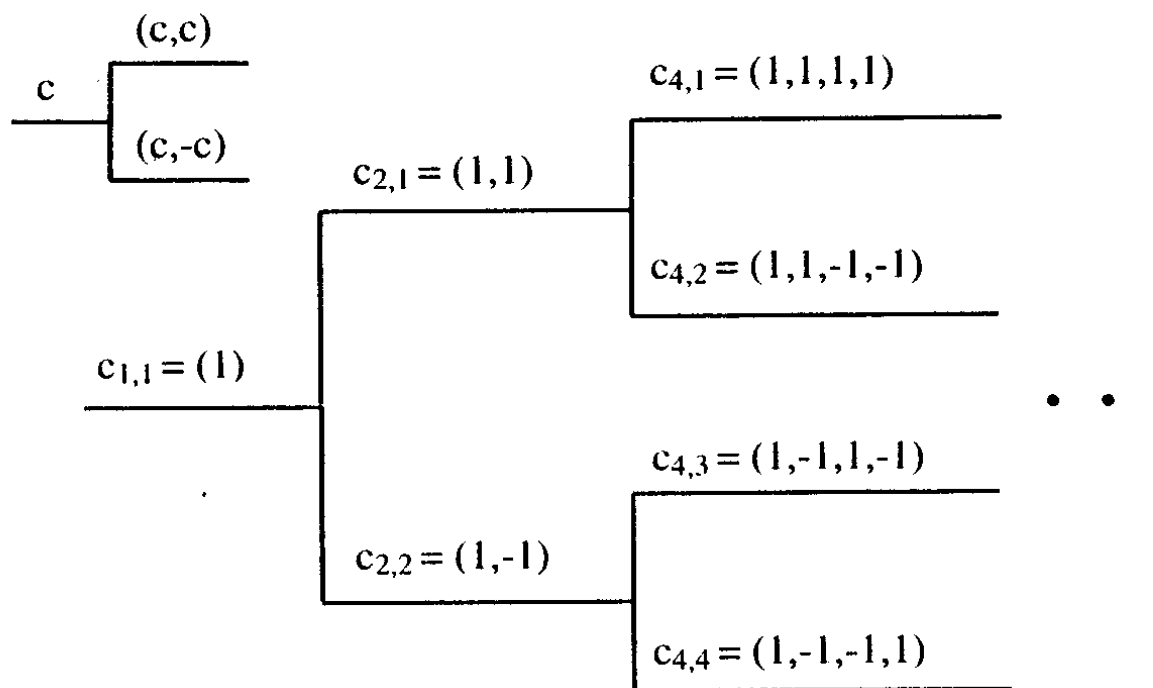 (c,c)
c
(c,-c)
c4,1 = (1,1,1,1)
c2,1 = (1,1)
c4,2 = (1,1,-1,-1)
c1,1 = (1)
c4,3 = (1,-1,1,-1)
c2,2 = (1,-1)
c4,4 = (1,-1,-1,1)